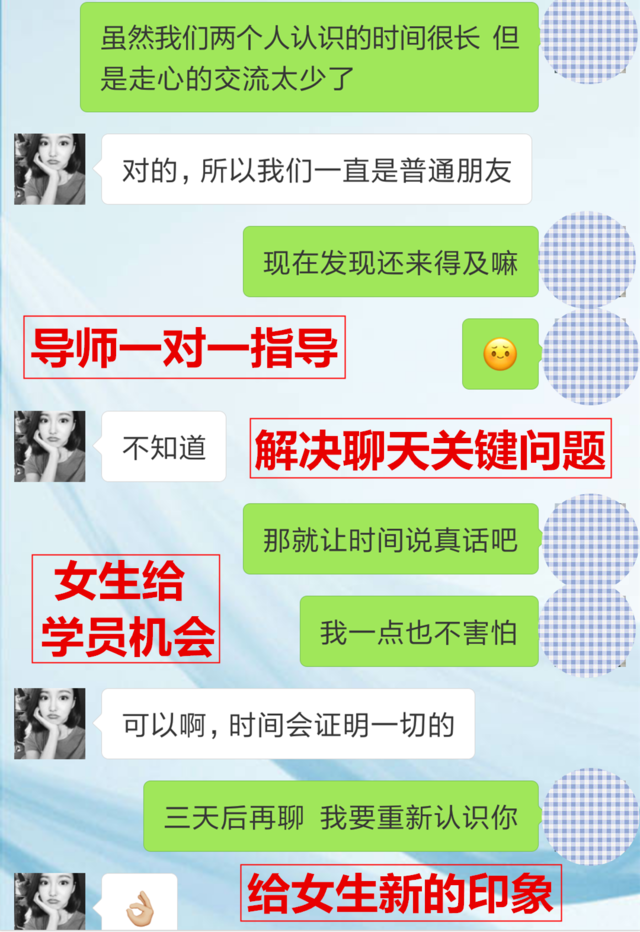 虽然我们两个人认识的时间很长 但
是走心的交流太少了
对的，所以我们一直是普通朋友
现在发现还来得及嘛
导师一对一指导
不知道
解决聊天关键问题
那就让时间说真话吧
女生给
学员机会
我一点也不害怕
可以啊，时间会证明一切的
三天后再聊 我要重新认识你
给女生新的印象